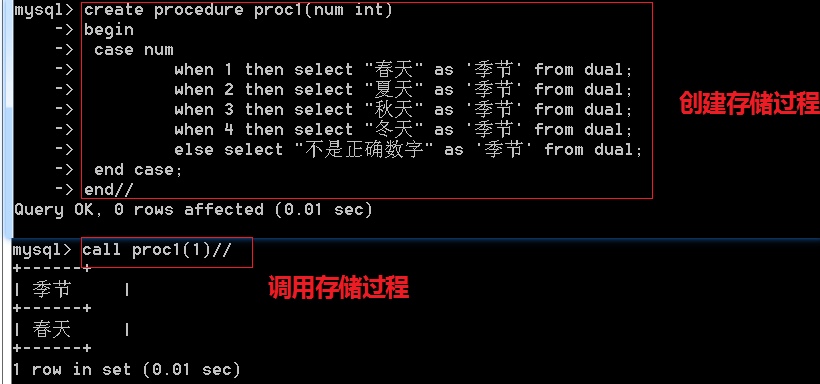 mysql> create procedure proc1(num int)
-> begin
-> case num
-> when 1 then select "春天" as '季节' from dual;
-> when 2 then select "夏天" as '季节' from dual;
-> when 3 then select "秋天" as '季节' from dual;
-> when 4 then select "冬天" as '季节' from dual;
-> else select "不是正确数字" as '季节' from dual;
-> end case;
-> end//
创建存储过程
Query OK, 0 rows affected (0.01 sec)
mysql> call proc1(1)//
+------+
| 季节 |
+------+
| 春天 |
+------+
调用存储过程
1 row in set (0.01 sec)